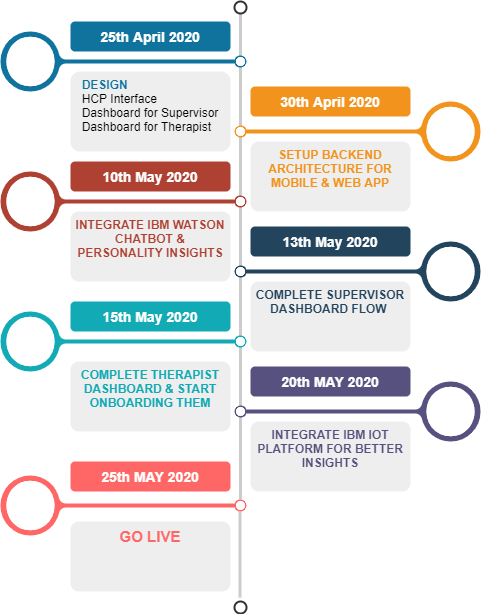 25th April 2020
DESIGN
HCP Interface
Dashboard for Supervisor
Dashboard for Therapist
30th April 2020
SETUP BACKEND
ARCHITECTURE FOR
MOBILE & WEB APP
10th May 2020
INTEGRATE IBM WATSON
CHATBOT &
PERSONALITY INSIGHTS
13th May 2020
COMPLETE SUPERVISOR
DASHBOARD FLOW
15th May 2020
COMPLETE THERAPIST
DASHBOARD & START
ONBOARDING THEM
20th MAY 2020
INTEGRATE IBM IOT
PLATFORM FOR BETTER
INSIGHTS
25th MAY 2020
GO LIVE